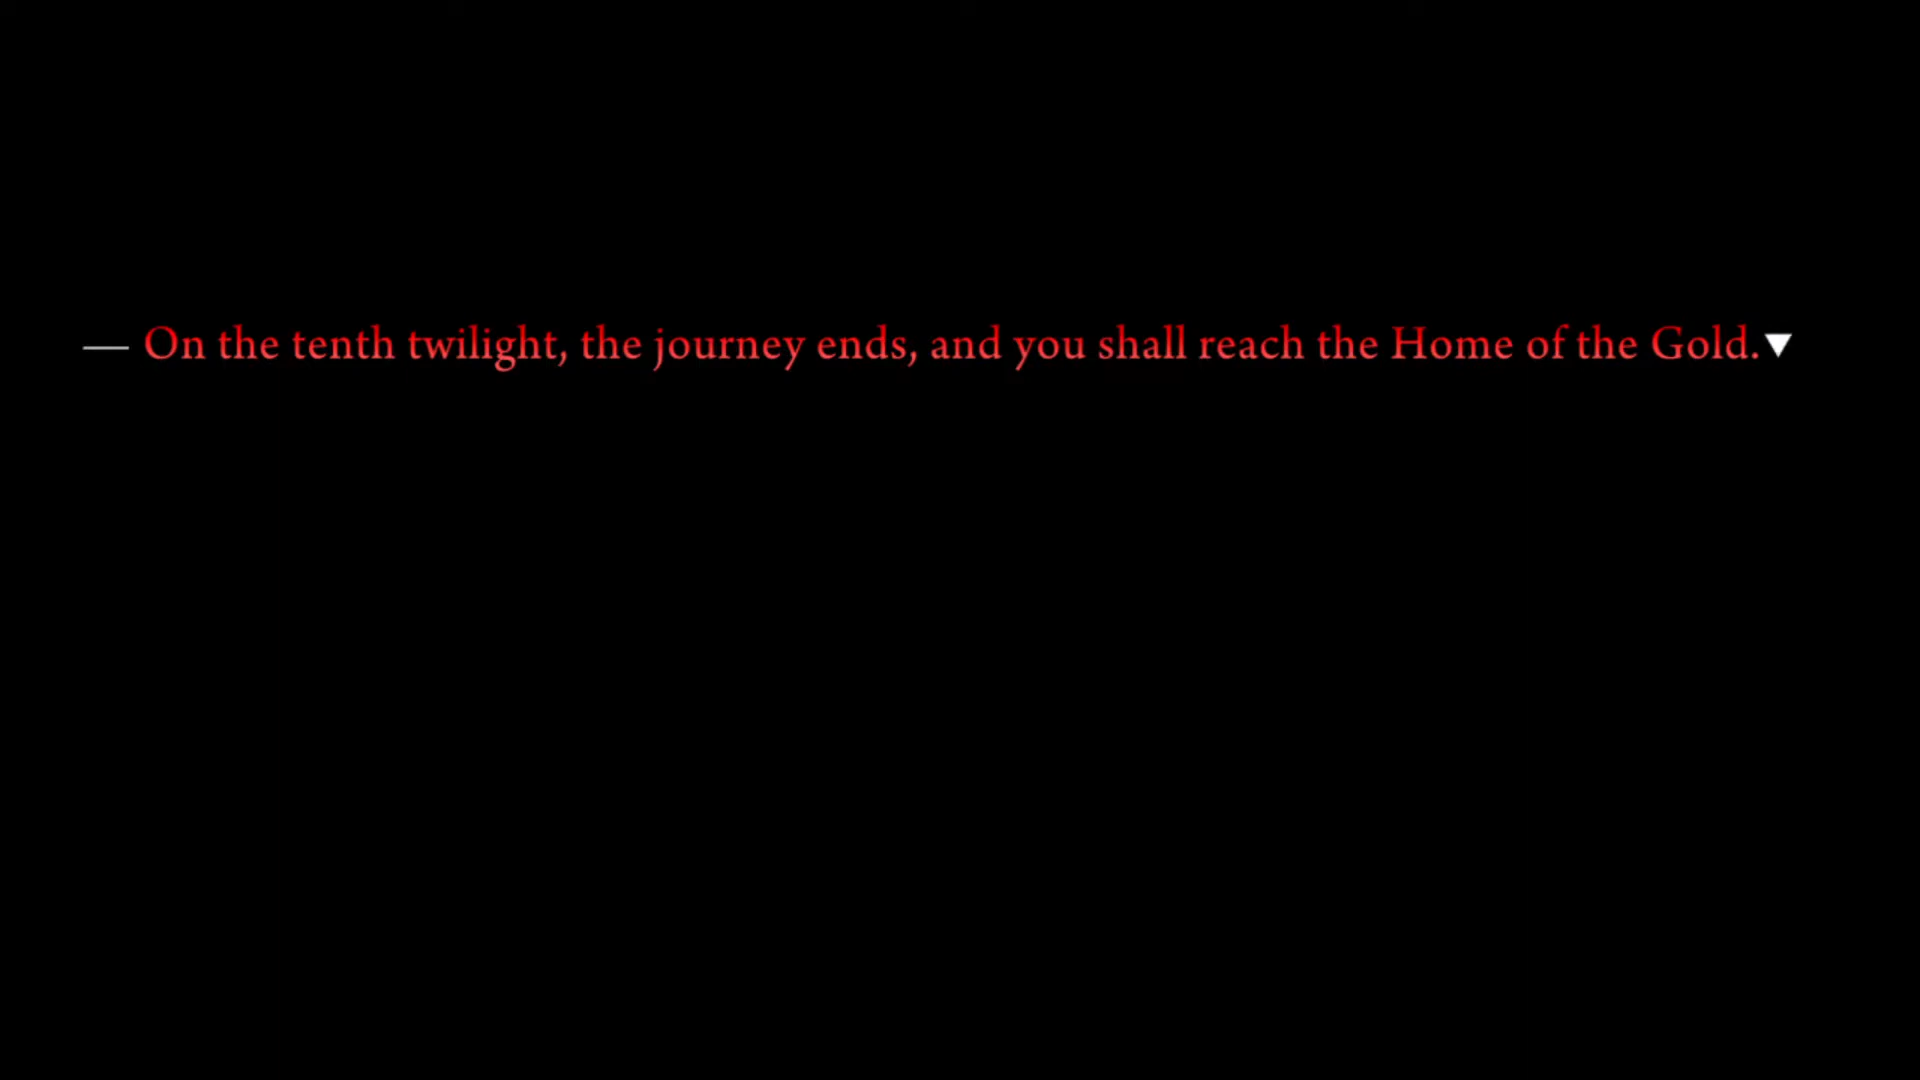 — On the tenth twilight, the journey ends, and you shall reach the Home of the Gold.